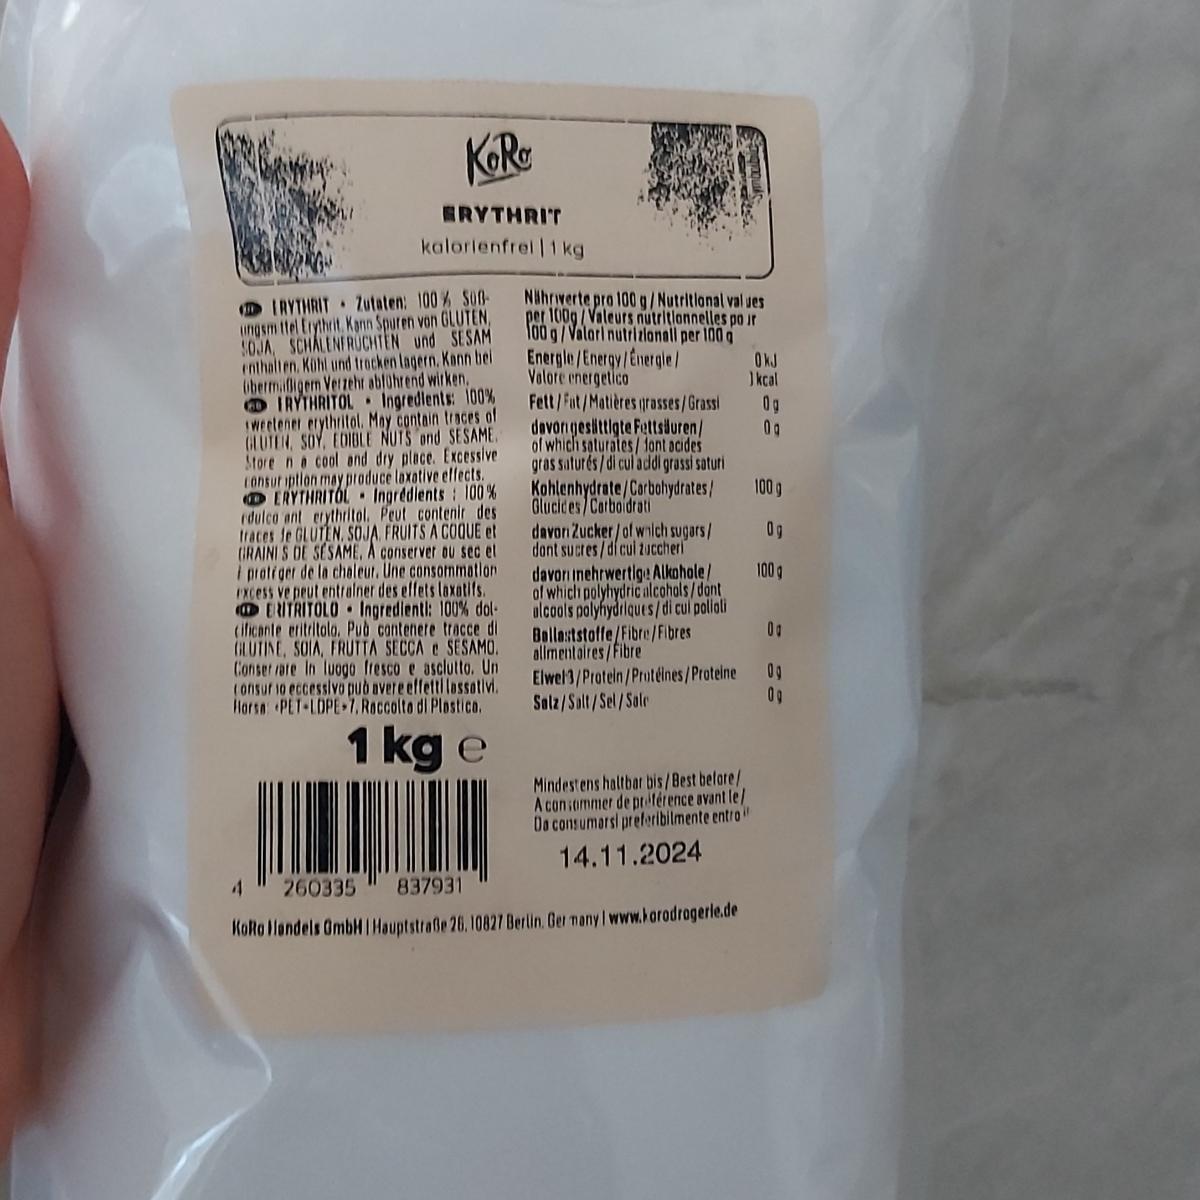 KoRo
ERYTHRIT
kalorienfrei | 1 kg
ERYTHRIT • Zutaten: 100 % Süß-
ungsmittel Erythrit. Kann Spuren von GLUTEN,
SOJA, SCHALENFRÜCHTEN und SESAM
enthalten. Kühl und trocken lagern. Kann bei
übermäßigem Verzehr abführend wirken.
ERYTHRITOL • Ingredients: 100%
sweetener erythritol. May contain traces of
GLUTEN, SOY, EDIBLE NUTS and SESAME.
Store in a cool and dry place. Excessive
consumption may produce laxative effects.
ERYTHRITOL • Ingrédients : 100 %
édulcorant erythritol. Peut contenir des
traces de GLUTEN, SOJA, FRUITS A COQUE et
GRAINES DE SÉSAME. À conserver au sec et
à protéger de la chaleur. Une consommation
excessive peut entraîner des effets laxatifs.
ERITRITOLO • Ingredienti: 100% dol-
cificante eritritolo. Può contenere tracce di
GLUTINE, SOIA, FRUTTA SECCA e SESAMO.
Conservare in luogo fresco e asciutto. Un
consumo eccessivo può avere effetti lassativi.
Borsa: <PET-LDPE>7. Raccolta di Plastica.
1 kg e
4 260335 837931
Nährwerte pro 100 g / Nutritional values
per 100g / Valeurs nutritionnelles pour
100 g / Valori nutrizionali per 100 g
Energie / Energy / Énergie / 0 kJ
Valore energetico 1 kcal
Fett / Fat / Matières grasses / Grassi 0 g
davon gesättigte Fettsäuren / 0 g
of which saturates / dont acides
gras saturés / di cui acidi grassi saturi
Kohlenhydrate / Carbohydrates / 100 g
Glucides / Carboidrati
davon Zucker / of which sugars / 0 g
dont sucres / di cui zuccheri
davon mehrwertige Alkohole / 100 g
of which polyhydric alcohols / dont
alcools polyhydriques / di cui polioli
Ballaststoffe / Fibre / Fibres 0 g
alimentaires / Fibre
Eiweiß / Protein / Protéines / Proteine 0 g
Salz / Salt / Sel / Sale 0 g
Mindestens haltbar bis / Best before /
A consommer de préférence avant le /
Da consumarsi preferibilmente entro il
14.11.2024
KoRo Handels GmbH | Hauptstraße 26, 10827 Berlin, Germany | www.korodrogerie.de